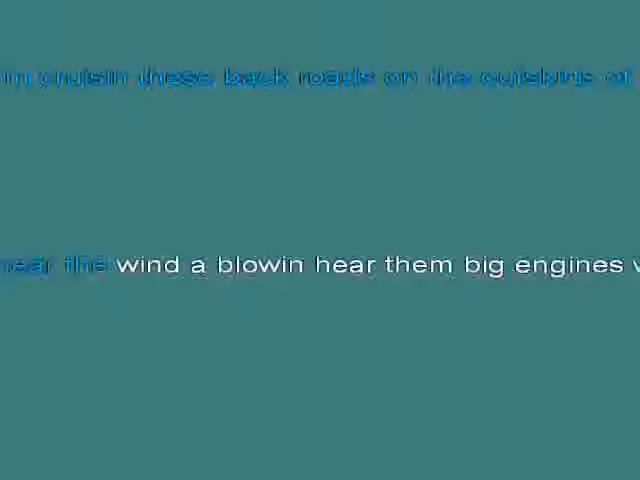 m cruisin these back roads on the outskirts of
hear the wind a blowin hear them big engines